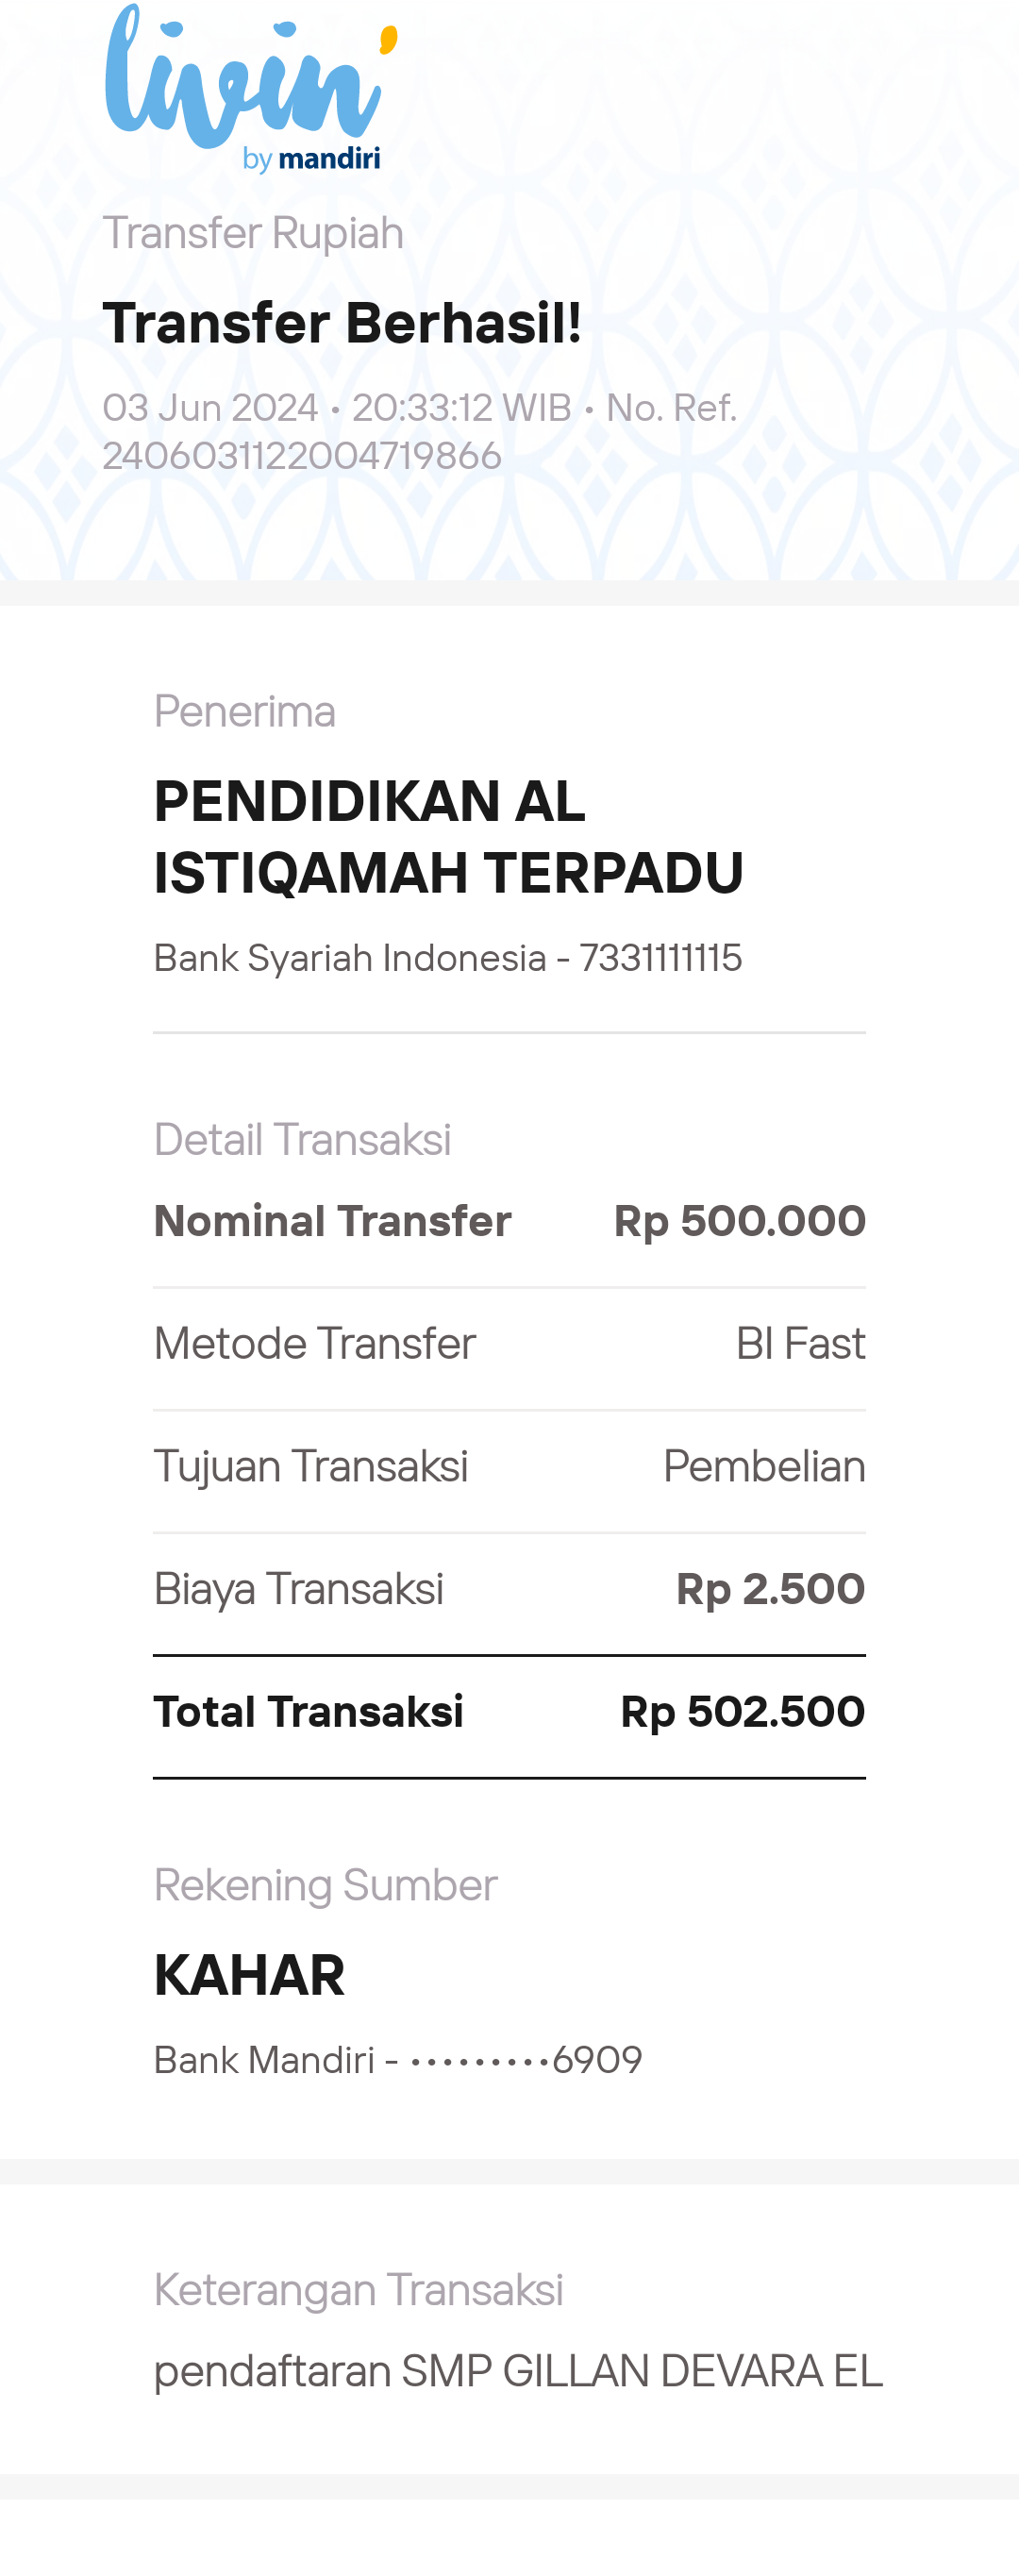 livin'
by mandiri
Transfer Rupiah
Transfer Berhasil!
03 Jun 2024 • 20:33:12 WIB • No. Ref.
2406031122004719866
Penerima
PENDIDIKAN AL
ISTIQAMAH TERPADU
Bank Syariah Indonesia - 7331111115
Detail Transaksi
Nominal Transfer Rp 500.000
Metode Transfer BI Fast
Tujuan Transaksi Pembelian
Biaya Transaksi Rp 2.500
Total Transaksi Rp 502.500
Rekening Sumber
KAHAR
Bank Mandiri - •••••••••6909
Keterangan Transaksi
pendaftaran SMP GILLAN DEVARA EL